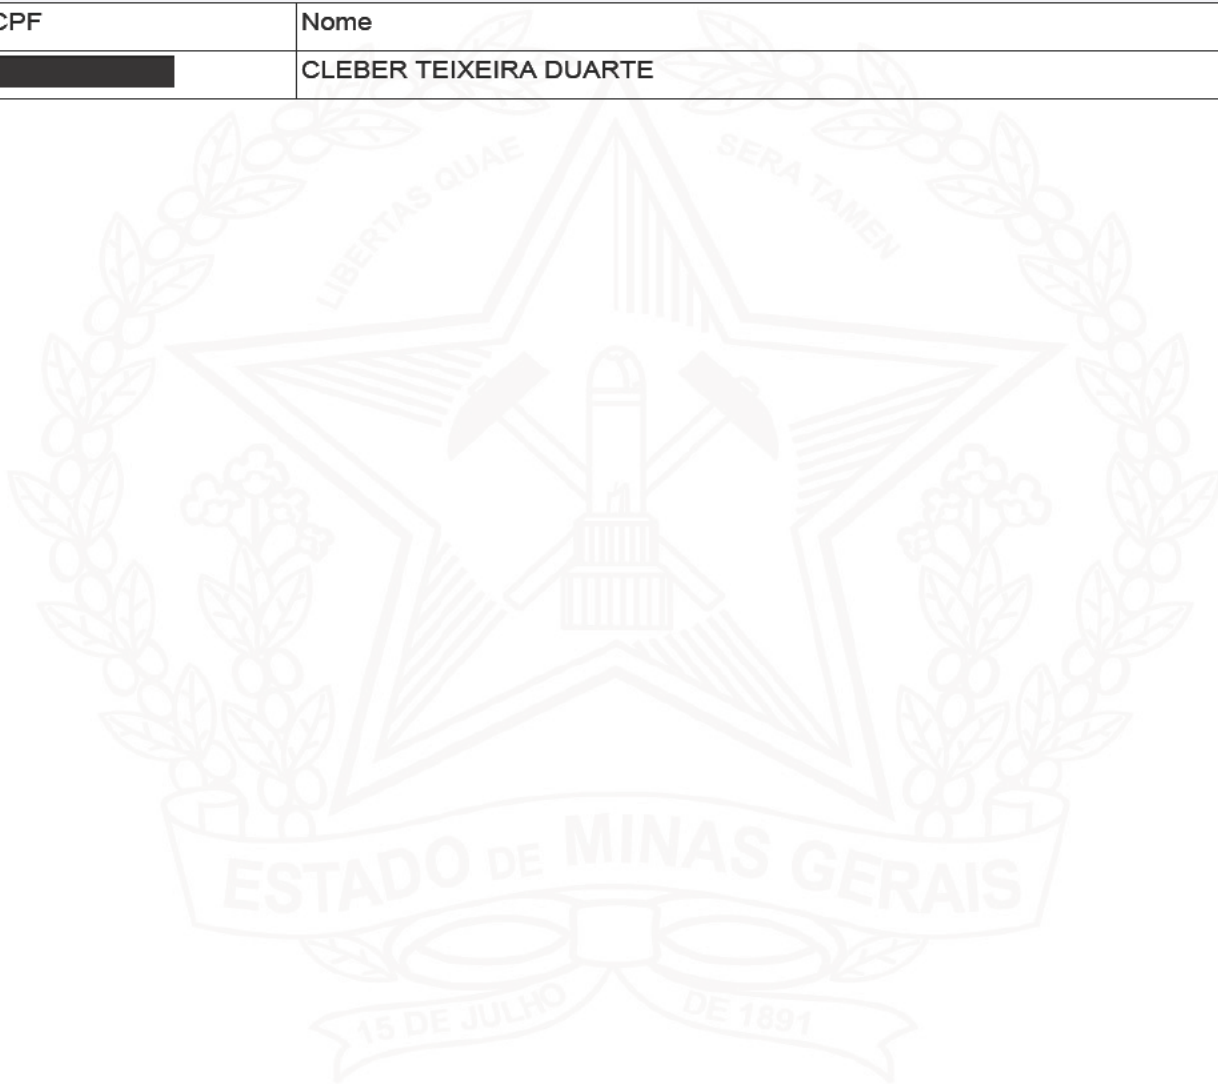 CPF Nome
CLEBER TEIXEIRA DUARTE
LIBERTAS QUAE SERA TAMEN
ESTADO DE MINAS GERAIS
15 DE JULHO DE 1891